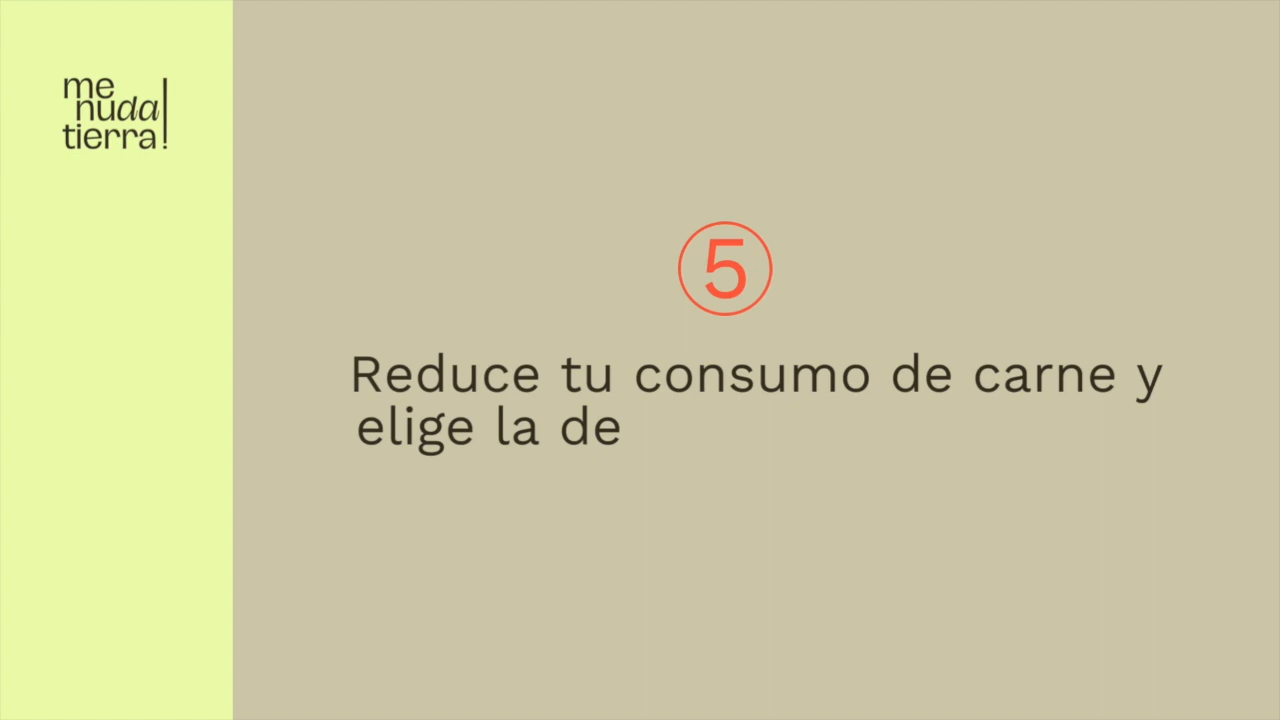 me
nuda
tierra!
5
Reduce tu consumo de carne y
elige la de